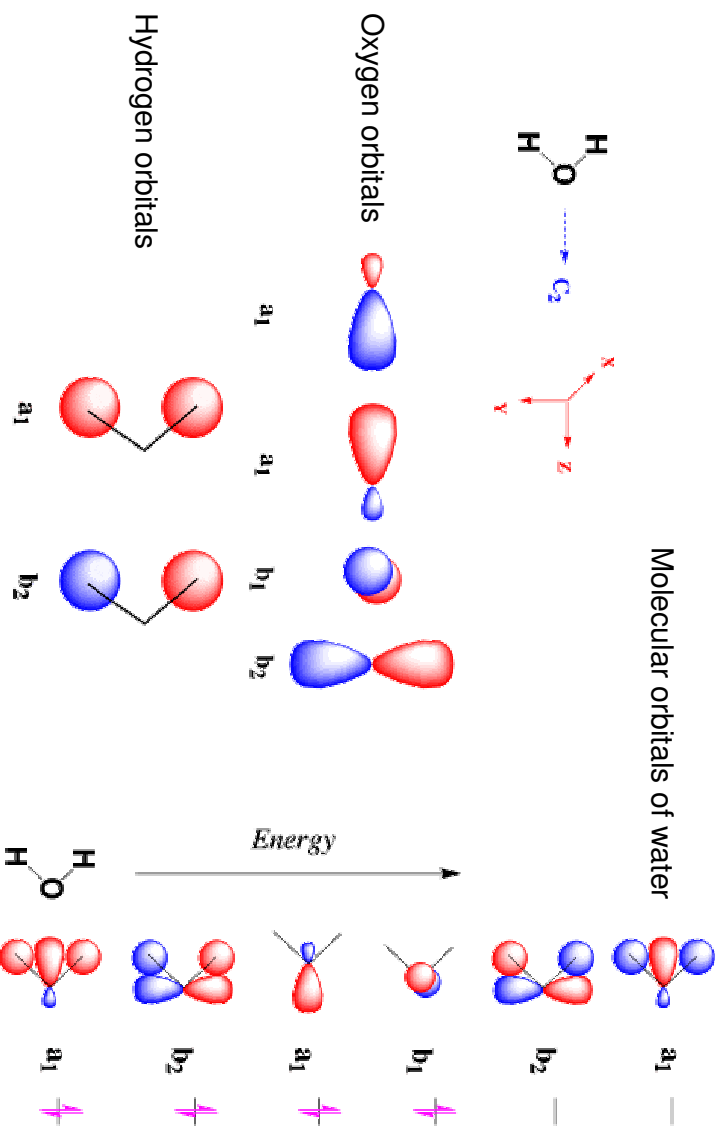 Molecular orbitals of water
H
O
H
C₂
X
Y
Z
Oxygen orbitals
a₁
a₁
b₁
b₂
Hydrogen orbitals
a₁
b₂
Energy
a₁
b₂
b₁
a₁
b₂
a₁
H
O
H